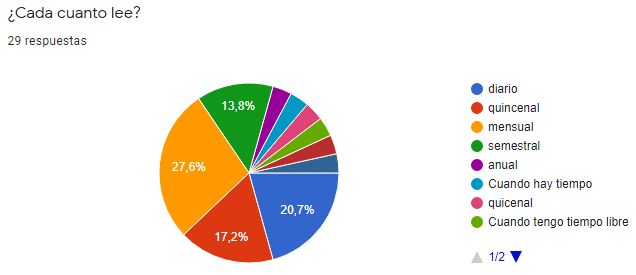 ¿Cada cuanto lee?
29 respuestas
13,8%
27,6%
17,2%
20,7%
diario
quincenal
mensual
semestral
anual
Cuando hay tiempo
quicenal
Cuando tengo tiempo libre
1/2